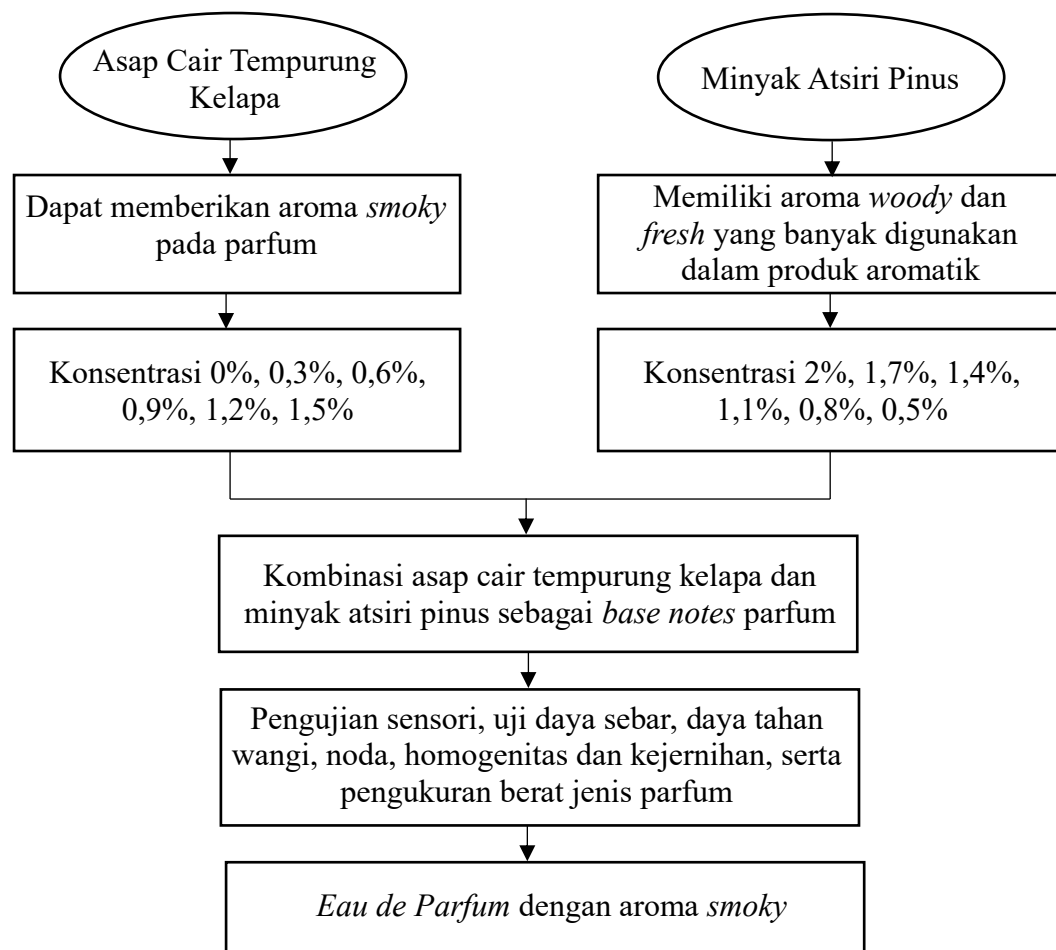 Asap Cair Tempurung
Kelapa
Minyak Atsiri Pinus
Dapat memberikan aroma smoky
pada parfum
Memiliki aroma woody dan
fresh yang banyak digunakan
dalam produk aromatik
Konsentrasi 0%, 0,3%, 0,6%,
0,9%, 1,2%, 1,5%
Konsentrasi 2%, 1,7%, 1,4%,
1,1%, 0,8%, 0,5%
Kombinasi asap cair tempurung kelapa dan
minyak atsiri pinus sebagai base notes parfum
Pengujian sensori, uji daya sebar, daya tahan
wangi, noda, homogenitas dan kejernihan, serta
pengukuran berat jenis parfum
Eau de Parfum dengan aroma smoky